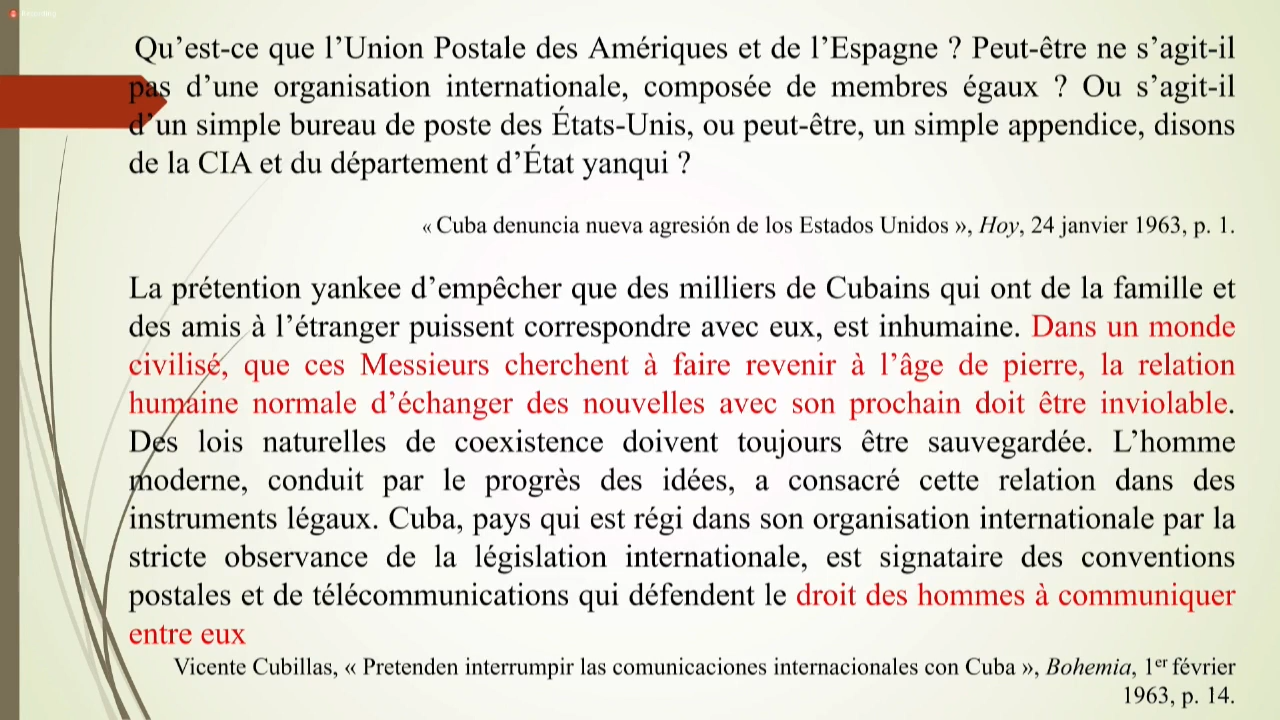 Recording
Qu’est-ce que l’Union Postale des Amériques et de l’Espagne ? Peut-être ne s’agit-il
pas d’une organisation internationale, composée de membres égaux ? Ou s’agit-il
d’un simple bureau de poste des États-Unis, ou peut-être, un simple appendice, disons
de la CIA et du département d’État yanqui ?
« Cuba denuncia nueva agresión de los Estados Unidos », Hoy, 24 janvier 1963, p. 1.
La prétention yankee d’empêcher que des milliers de Cubains qui ont de la famille et
des amis à l’étranger puissent correspondre avec eux, est inhumaine. Dans un monde
civilisé, que ces Messieurs cherchent à faire revenir à l’âge de pierre, la relation
humaine normale d’échanger des nouvelles avec son prochain doit être inviolable.
Des lois naturelles de coexistence doivent toujours être sauvegardée. L’homme
moderne, conduit par le progrès des idées, a consacré cette relation dans des
instruments légaux. Cuba, pays qui est régi dans son organisation internationale par la
stricte observance de la législation internationale, est signataire des conventions
postales et de télécommunications qui défendent le droit des hommes à communiquer
entre eux
Vicente Cubillas, « Pretenden interrumpir las comunicaciones internacionales con Cuba », Bohemia, 1er février
1963, p. 14.